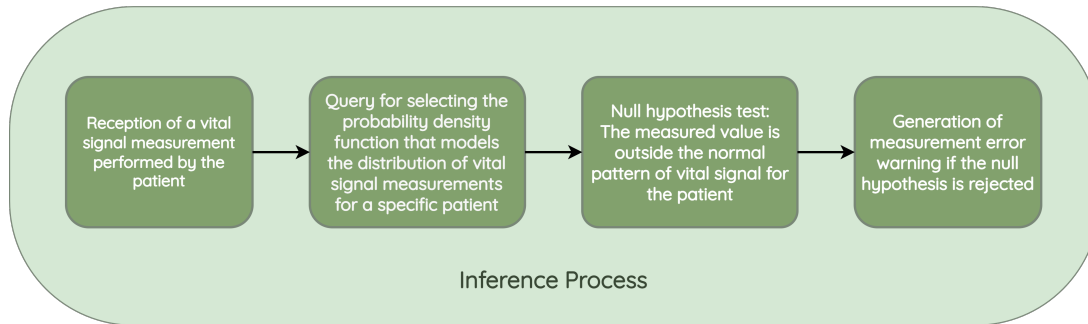 Reception of a vital
signal measurement
performed by the
patient
Query for selecting the
probability density
function that models
the distribution of vital
signal measurements
for a specific patient
Null hypothesis test:
The measured value is
outside the normal
pattern of vital signal for
the patient
Generation of
measurement error
warning if the null
hypothesis is rejected
Inference Process